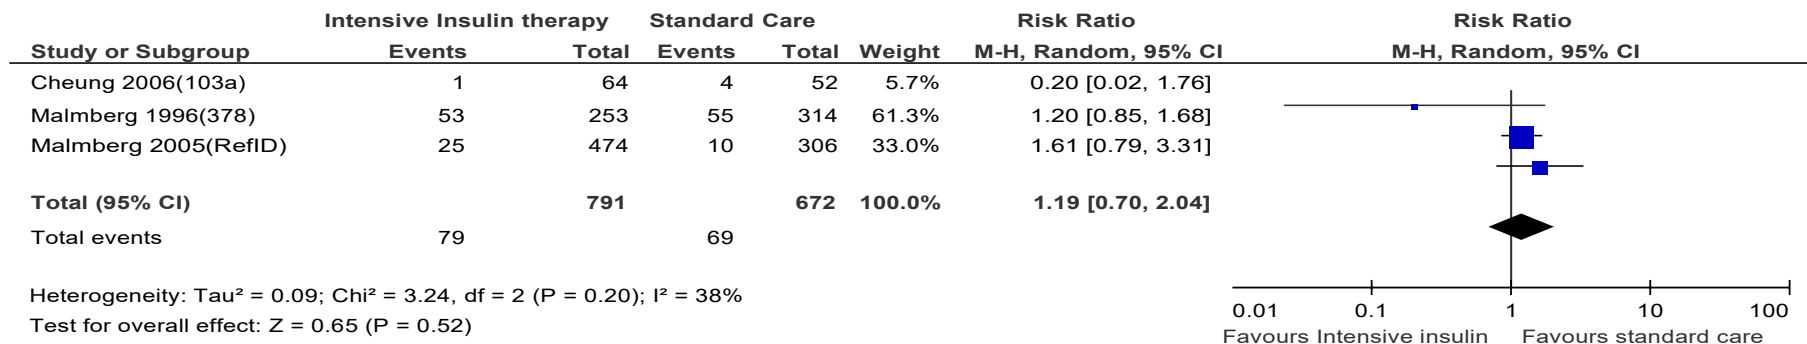 Intensive Insulin therapy Standard Care Risk Ratio Risk Ratio
Study or Subgroup Events Total Events Total Weight M-H, Random, 95% CI M-H, Random, 95% CI
Cheung 2006(103a) 1 64 4 52 5.7% 0.20 [0.02, 1.76]
Malmberg 1996(378) 53 253 55 314 61.3% 1.20 [0.85, 1.68]
Malmberg 2005(RefID) 25 474 10 306 33.0% 1.61 [0.79, 3.31]
Total (95% CI) 791 672 100.0% 1.19 [0.70, 2.04]
Total events 79 69
Heterogeneity: Tau² = 0.09; Chi² = 3.24, df = 2 (P = 0.20); I² = 38%
Test for overall effect: Z = 0.65 (P = 0.52)
0.01 0.1 1 10 100
Favours Intensive insulin Favours standard care